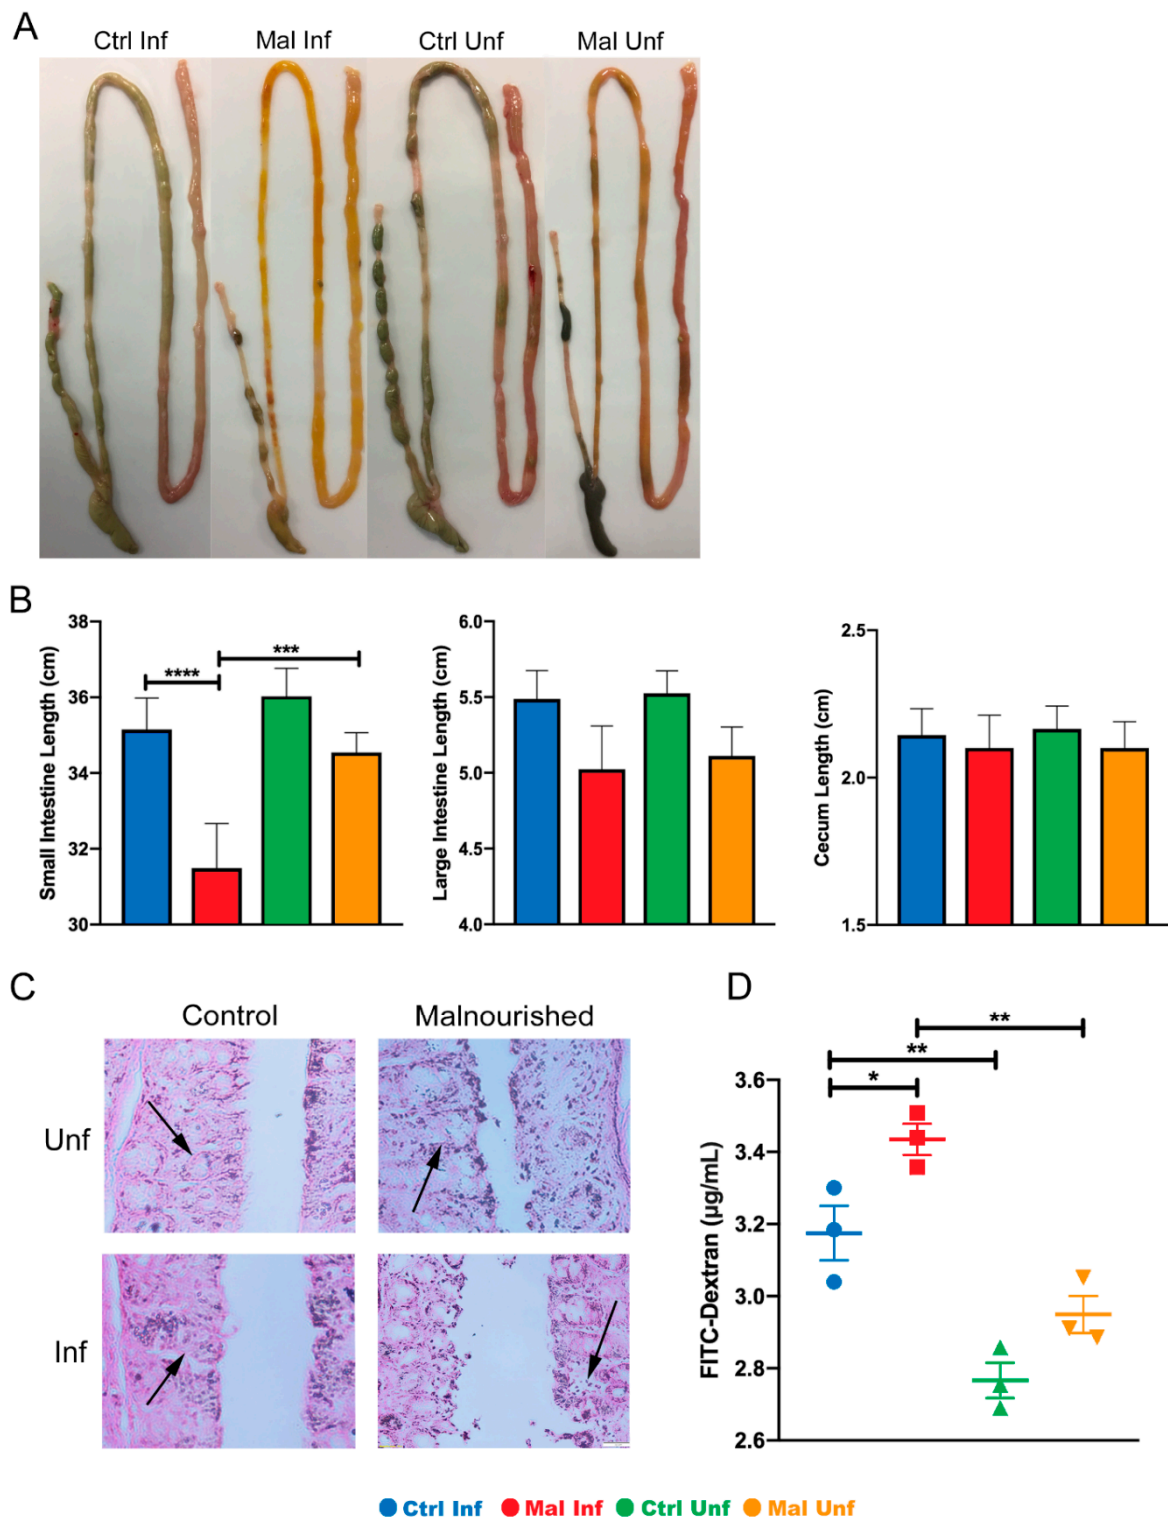 A
Ctrl Inf Mal Inf Ctrl Unf Mal Unf
B
Small Intestine Length (cm)
38
36
34
32
30
****
***
Large Intestine Length (cm)
6.0
5.5
5.0
4.5
4.0
Cecum Length (cm)
2.5
2.0
1.5
C
Control Malnourished
Unf
Inf
D
FITC-Dextran (µg/mL)
3.6
3.4
3.2
3.0
2.8
2.6
**
**
*
Ctrl Inf Mal Inf Ctrl Unf Mal Unf